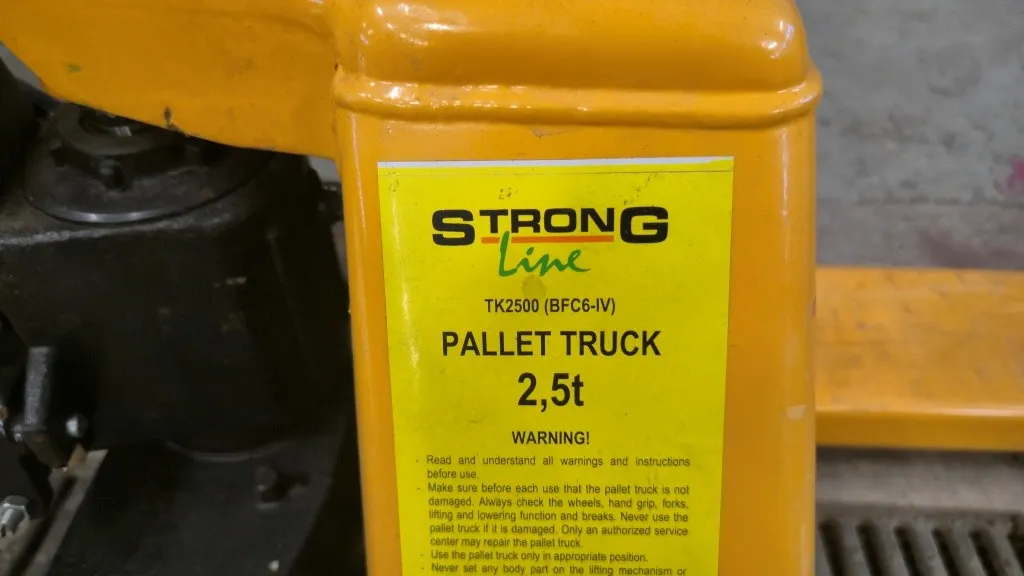 STRONG
Line
TK2500 (BFC6-IV)
PALLET TRUCK
2,5t
WARNING!
- Read and understand all warnings and instructions
before use.
- Make sure before each use that the pallet truck is not
damaged. Always check the wheels, hand grip, forks,
lifting and lowering function and breaks. Never use the
pallet truck if it is damaged. Only an authorized service
center may repair the pallet truck.
- Use the pallet truck only in appropriate position.
- Never set any body part on the lifting mechanism or